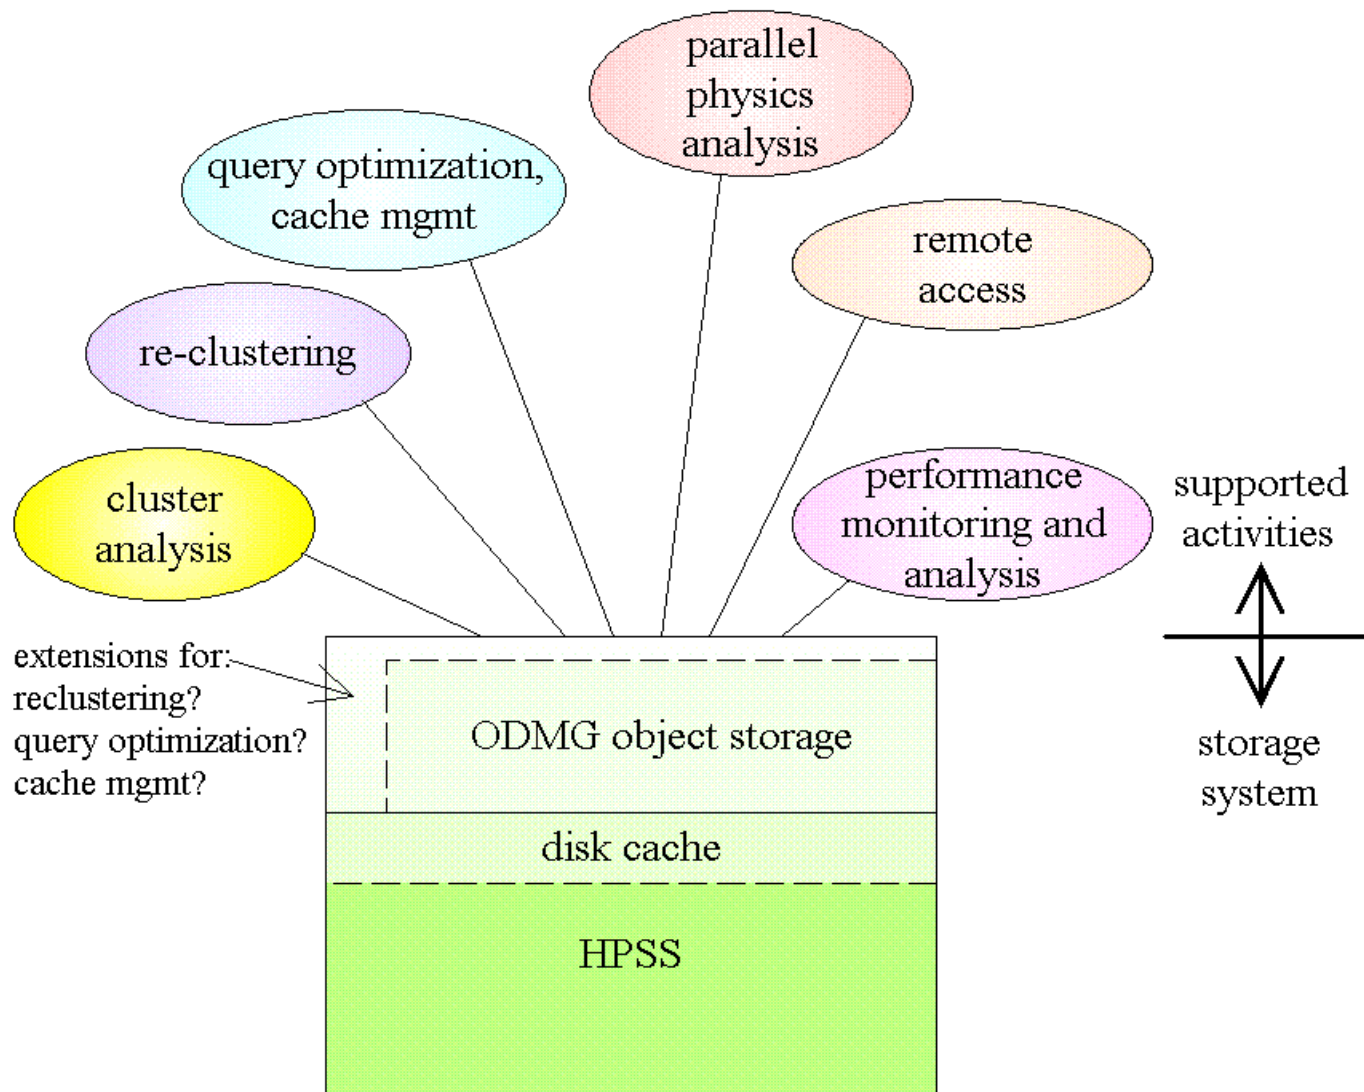 parallel
physics
analysis
query optimization,
cache mgmt
remote
access
re-clustering
cluster
analysis
performance
monitoring and
analysis
supported
activities
extensions for:
reclustering?
query optimization?
cache mgmt?
ODMG object storage
storage
system
disk cache
HPSS